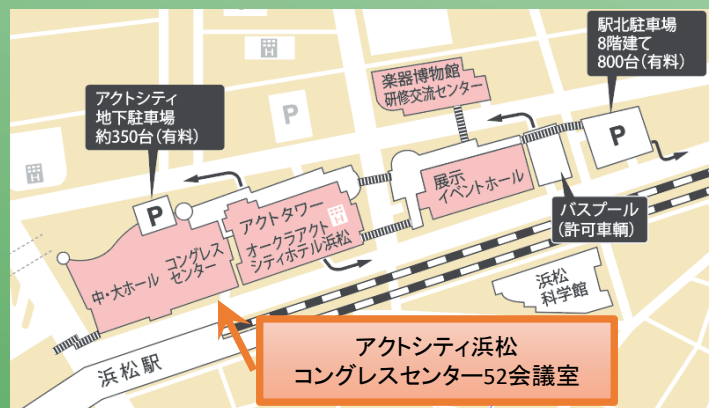 駅北駐車場
8階建て
800台(有料)
楽器博物館
研修交流センター
アクトシティ
地下駐車場
約350台(有料)
H
P
P
H
展示
イベントホール
アクトタワー
H
オークラアクト
シティホテル浜松
P
バスプール
(許可車輌)
コングレス
センター
中・大ホール
浜松
科学館
浜松駅
アクトシティ浜松
コングレスセンター52会議室